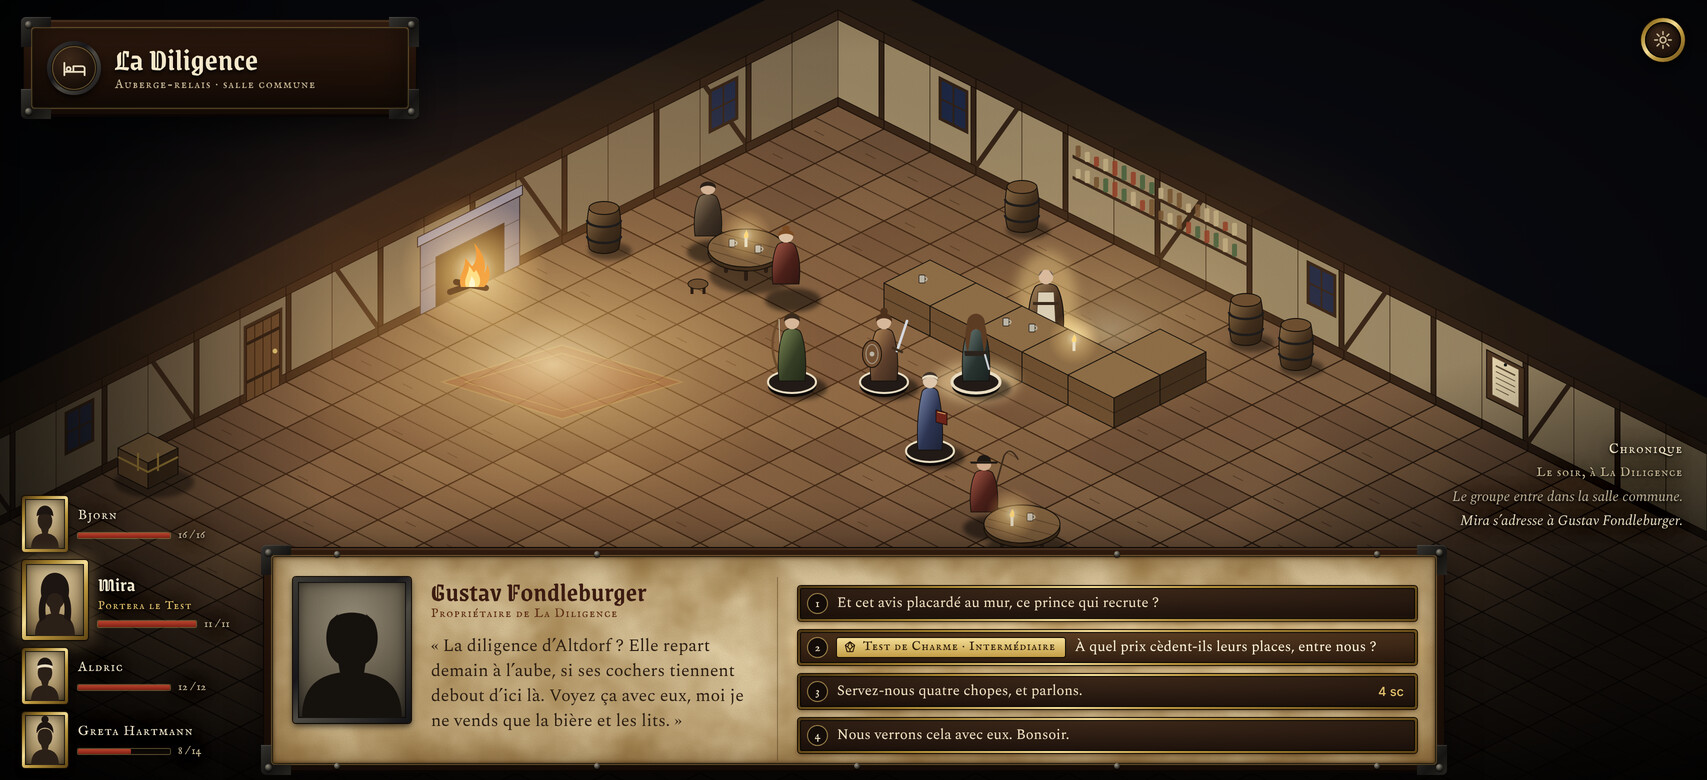 La Diligence
Auberge-relais · salle commune
Chronique
Le soir, à La Diligence
Le groupe entre dans la salle commune.
Mira s'adresse à Gustav Fondleburger.
Bjorn
16/16
Mira
Portera le Test
11/11
Aldric
12/12
Greta Hartmann
8/14
Gustav Fondleburger
Propriétaire de La Diligence
« La diligence d'Altdorf ? Elle repart
demain à l'aube, si ses cochers tiennent
debout d'ici là. Voyez ça avec eux, moi je
ne vends que la bière et les lits. »
1 Et cet avis placardé au mur, ce prince qui recrute ?
2 Test de Charme · Intermédiaire À quel prix cèdent-ils leurs places, entre nous ?
3 Servez-nous quatre chopes, et parlons. 4 sc
4 Nous verrons cela avec eux. Bonsoir.